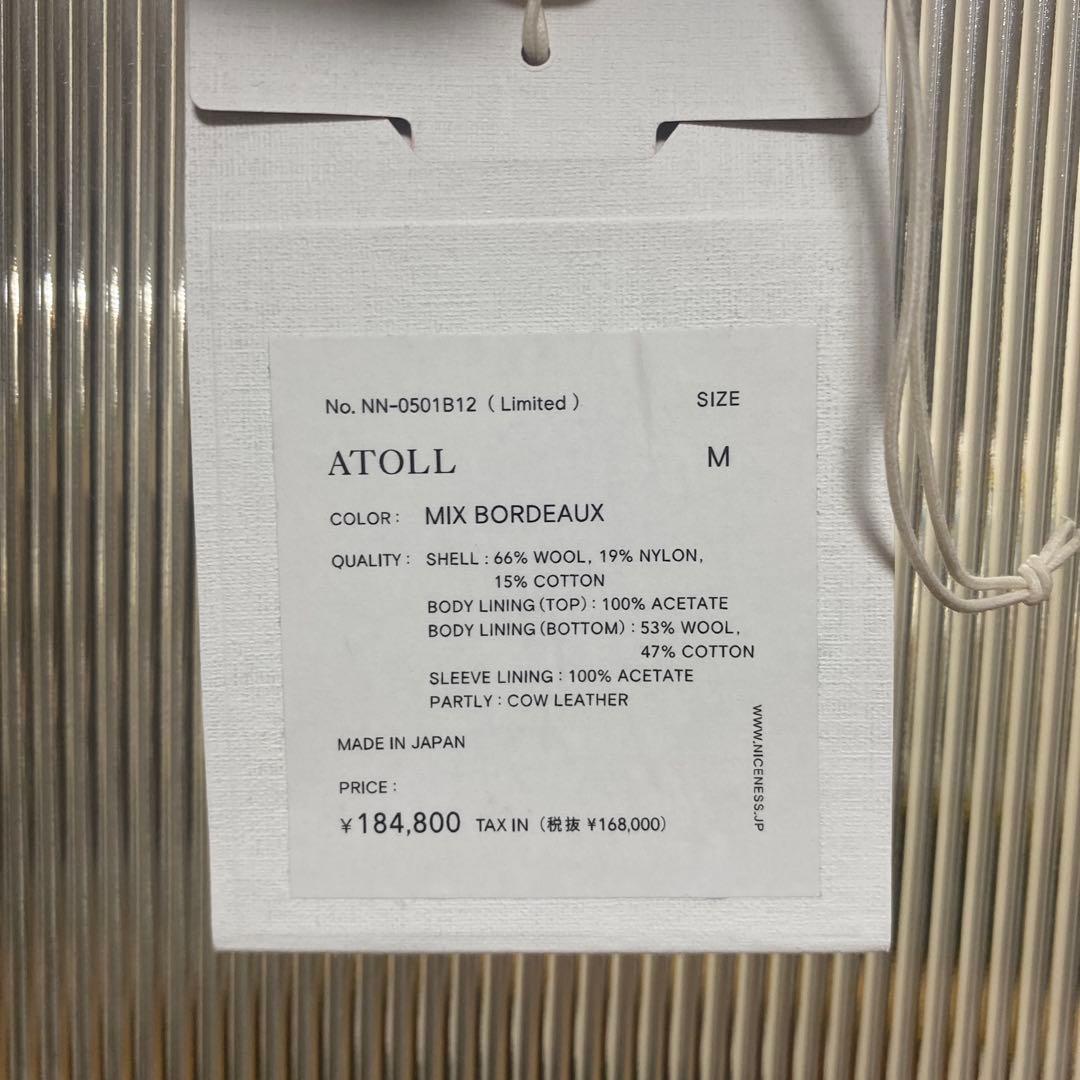 No. NN-0501B12 ( Limited )
SIZE
ATOLL
M
COLOR : MIX BORDEAUX
QUALITY : SHELL : 66% WOOL, 19% NYLON,
15% COTTON
BODY LINING (TOP) : 100% ACETATE
BODY LINING (BOTTOM) : 53% WOOL,
47% COTTON
SLEEVE LINING : 100% ACETATE
PARTLY : COW LEATHER
MADE IN JAPAN
PRICE :
¥ 184,800 TAX IN (税抜 ¥168,000)
WWW.NICENESS.JP